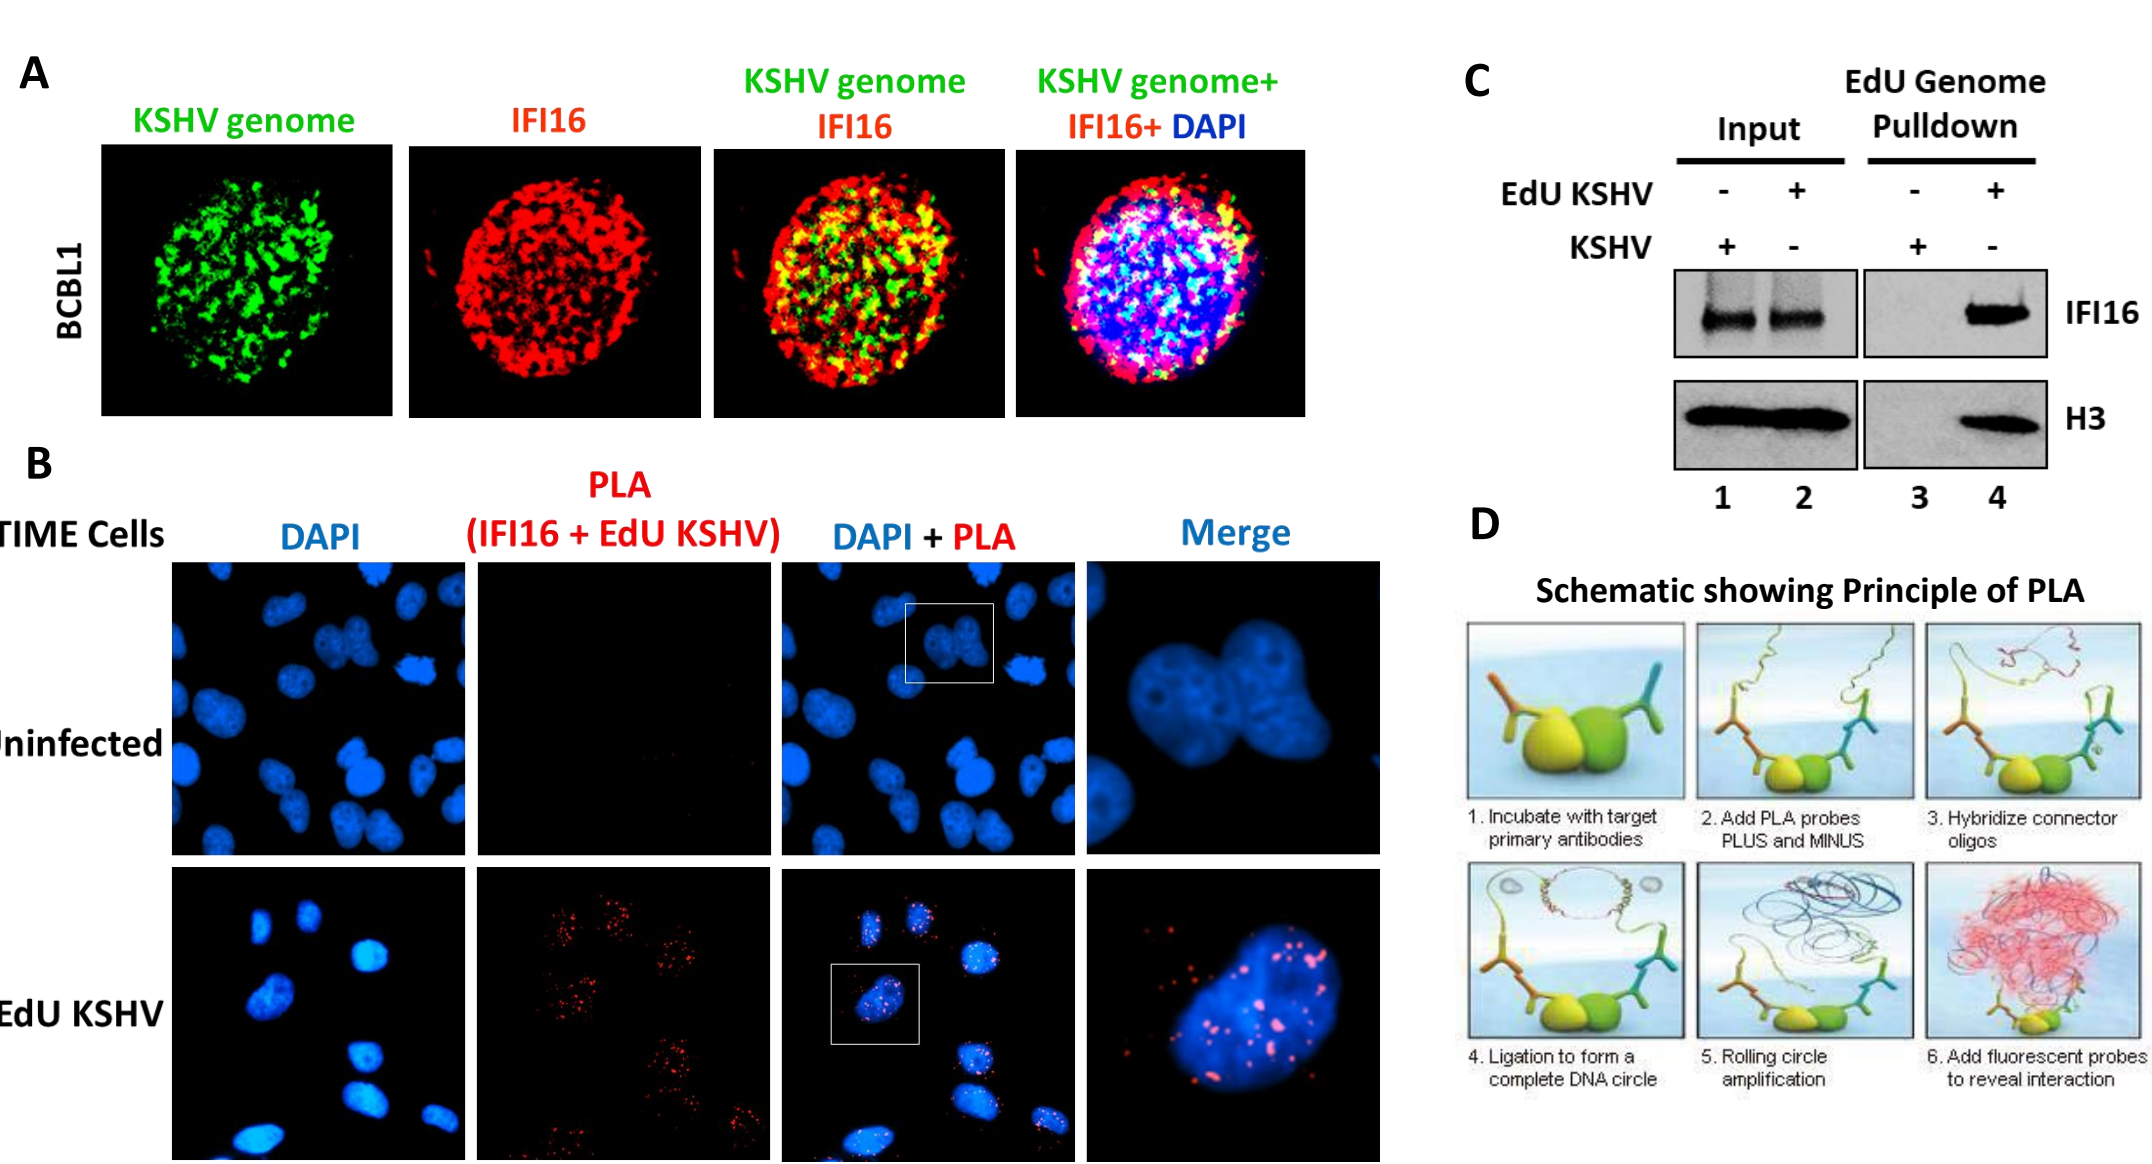 A
KSHV genome
IFI16
KSHV genome
IFI16
KSHV genome+
IFI16+ DAPI
BCBL1
B
TIME Cells
DAPI
PLA
(IFI16 + EdU KSHV)
DAPI + PLA
Merge
Uninfected
EdU KSHV
C
Input
EdU Genome
Pulldown
EdU KSHV - + - +
KSHV + - + -
IFI16
H3
1 2 3 4
D
Schematic showing Principle of PLA
1. Incubate with target
primary antibodies
2. Add PLA probes
PLUS and MINUS
3. Hybridize connector
oligos
4. Ligation to form a
complete DNA circle
5. Rolling circle
amplification
6. Add fluorescent probes
to reveal interaction